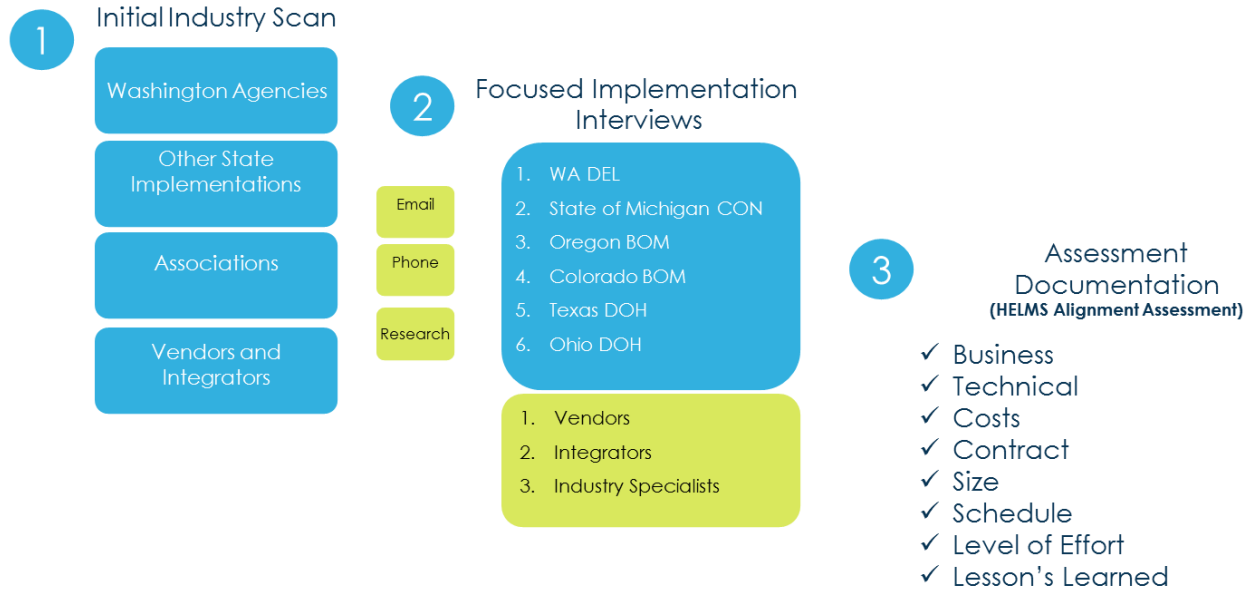 1
Initial Industry Scan
Washington Agencies
Other State
Implementations
Associations
Vendors and
Integrators
2
Focused Implementation
Interviews
Email
Phone
Research
1. WA DEL
2. State of Michigan CON
3. Oregon BOM
4. Colorado BOM
5. Texas DOH
6. Ohio DOH
1. Vendors
2. Integrators
3. Industry Specialists
3
Assessment
Documentation
(HELMS Alignment Assessment)
✓ Business
✓ Technical
✓ Costs
✓ Contract
✓ Size
✓ Schedule
✓ Level of Effort
✓ Lesson’s Learned